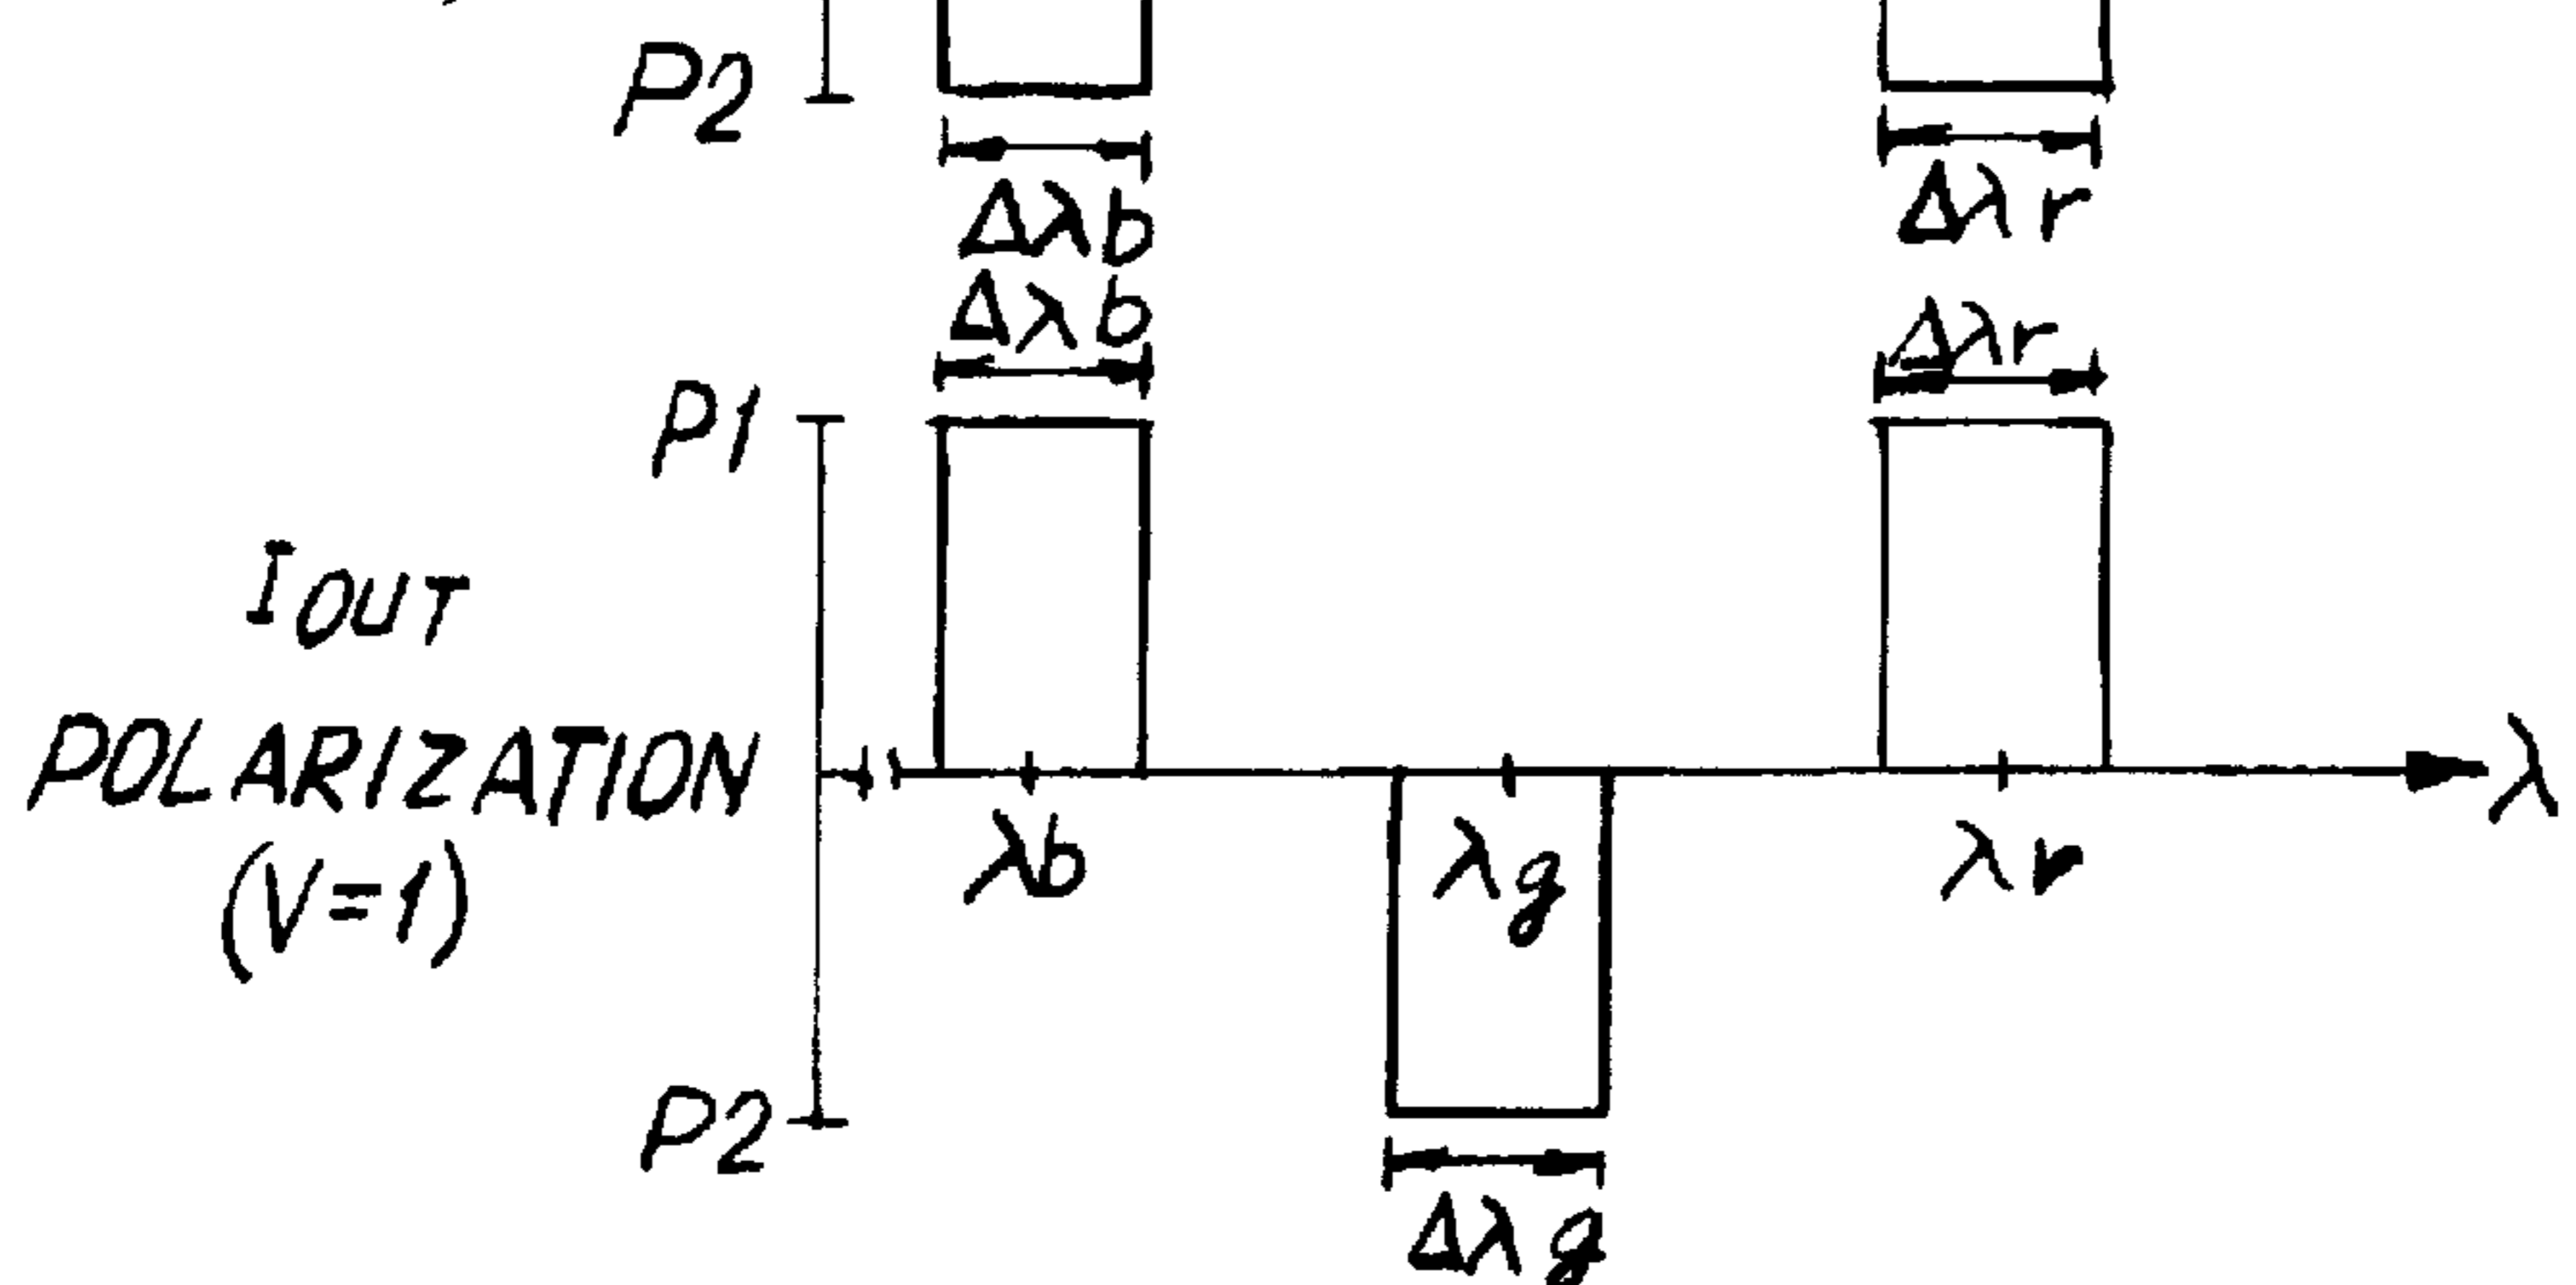 P2
Δλb
Δλr
Δλb
Δλr
P1
IOUT
POLARIZATION
(V=1)
λ
λb
λg
λr
P2
Δλg